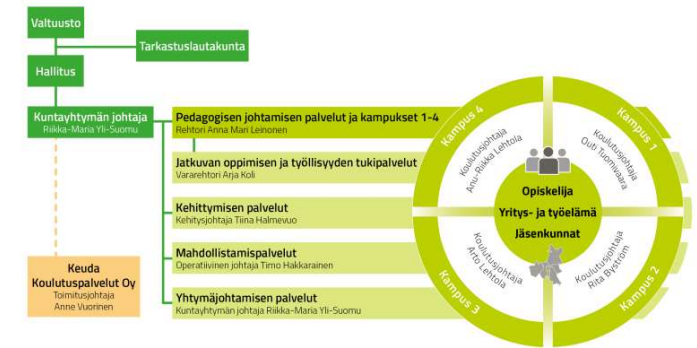 Valtuusto
Tarkastuslautakunta
Hallitus
Kuntayhtymän johtaja
Riikka-Maria Yli-Suomu
Pedagogisen johtamisen palvelut ja kampukset 1-4
Rehtori Anna Mari Leinonen
Jatkuvan oppimisen ja työllisyyden tukipalvelut
Vararehtori Arja Koli
Kehittymisen palvelut
Kehitysjohtaja Tiina Halmevuo
Mahdollistamispalvelut
Operatiivinen johtaja Timo Hakkarainen
Yhtymäjohtamisen palvelut
Kuntayhtymän johtaja Riikka-Maria Yli-Suomu
Keuda
Koulutuspalvelut Oy
Toimitusjohtaja
Anne Vuorinen
Kampus 4
Koulutusjohtaja
Anu-Riikka Lehtola
Kampus 1
Koulutusjohtaja
Outi Tuomivaara
Opiskelija
Yritys- ja työelämä
Jäsenkunnat
Koulutusjohtaja
Arto Lehtola
Kampus 3
Koulutusjohtaja
Rita Byström
Kampus 2